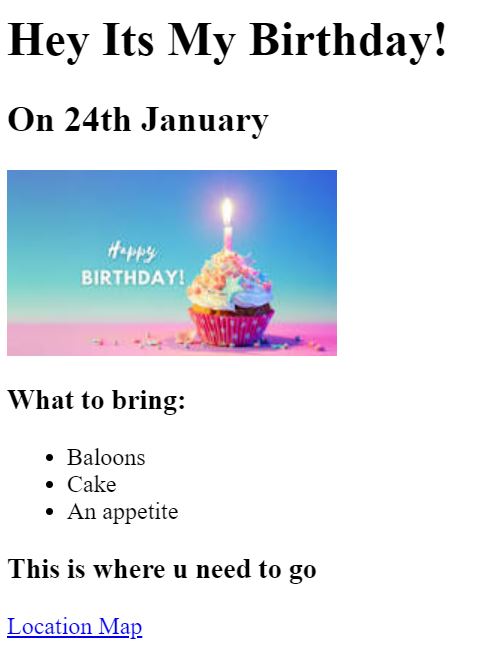 Hey Its My Birthday!
On 24th January
Happy
BIRTHDAY!
What to bring:
Baloons
Cake
An appetite
This is where u need to go
Location Map